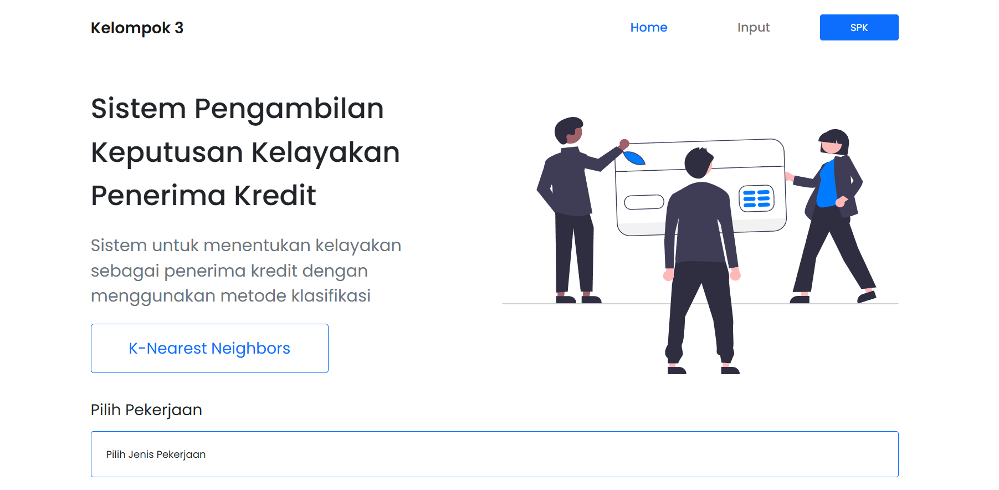 Kelompok 3
Home
Input
SPK
Sistem Pengambilan
Keputusan Kelayakan
Penerima Kredit
Sistem untuk menentukan kelayakan
sebagai penerima kredit dengan
menggunakan metode klasifikasi
K-Nearest Neighbors
Pilih Pekerjaan
Pilih Jenis Pekerjaan